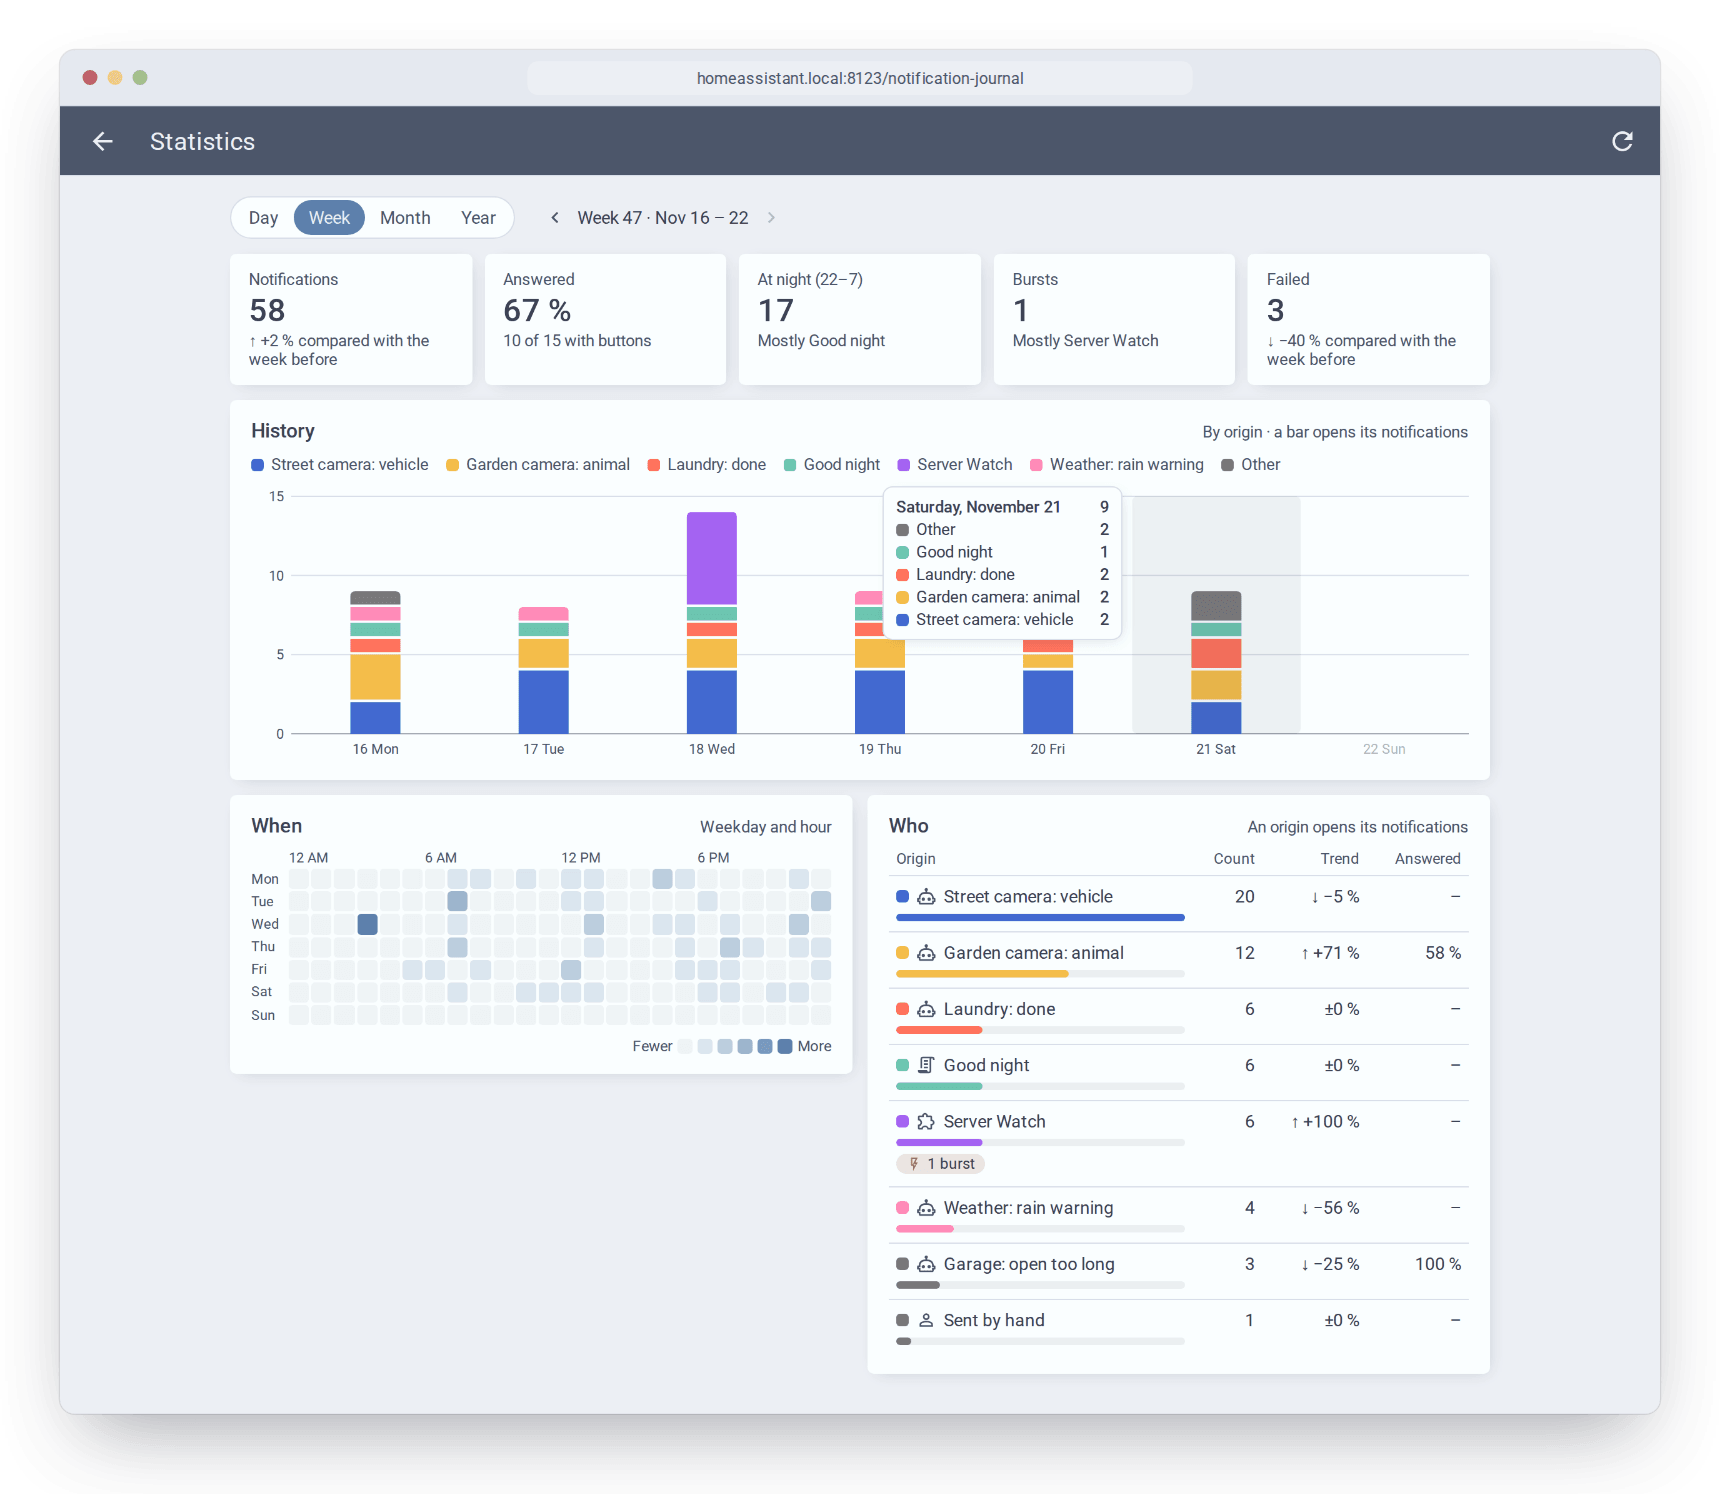 homeassistant.local:8123/notification-journal
Statistics
Day Week Month Year
Week 47 · Nov 16 – 22
Notifications
58
↑ +2 % compared with the
week before
Answered
67 %
10 of 15 with buttons
At night (22–7)
17
Mostly Good night
Bursts
1
Mostly Server Watch
Failed
3
↓ −40 % compared with the
week before
History
By origin · a bar opens its notifications
Street camera: vehicle Garden camera: animal Laundry: done Good night Server Watch Weather: rain warning Other
15
10
5
0
Saturday, November 21 9
Other 2
Good night 1
Laundry: done 2
Garden camera: animal 2
Street camera: vehicle 2
16 Mon 17 Tue 18 Wed 19 Thu 20 Fri 21 Sat 22 Sun
When
Weekday and hour
12 AM 6 AM 12 PM 6 PM
Mon
Tue
Wed
Thu
Fri
Sat
Sun
Fewer More
Who
An origin opens its notifications
Origin Count Trend Answered
Street camera: vehicle 20 ↓ −5 % –
Garden camera: animal 12 ↑ +71 % 58 %
Laundry: done 6 ±0 % –
Good night 6 ±0 % –
Server Watch 6 ↑ +100 % –
1 burst
Weather: rain warning 4 ↓ −56 % –
Garage: open too long 3 ↓ −25 % 100 %
Sent by hand 1 ±0 % –